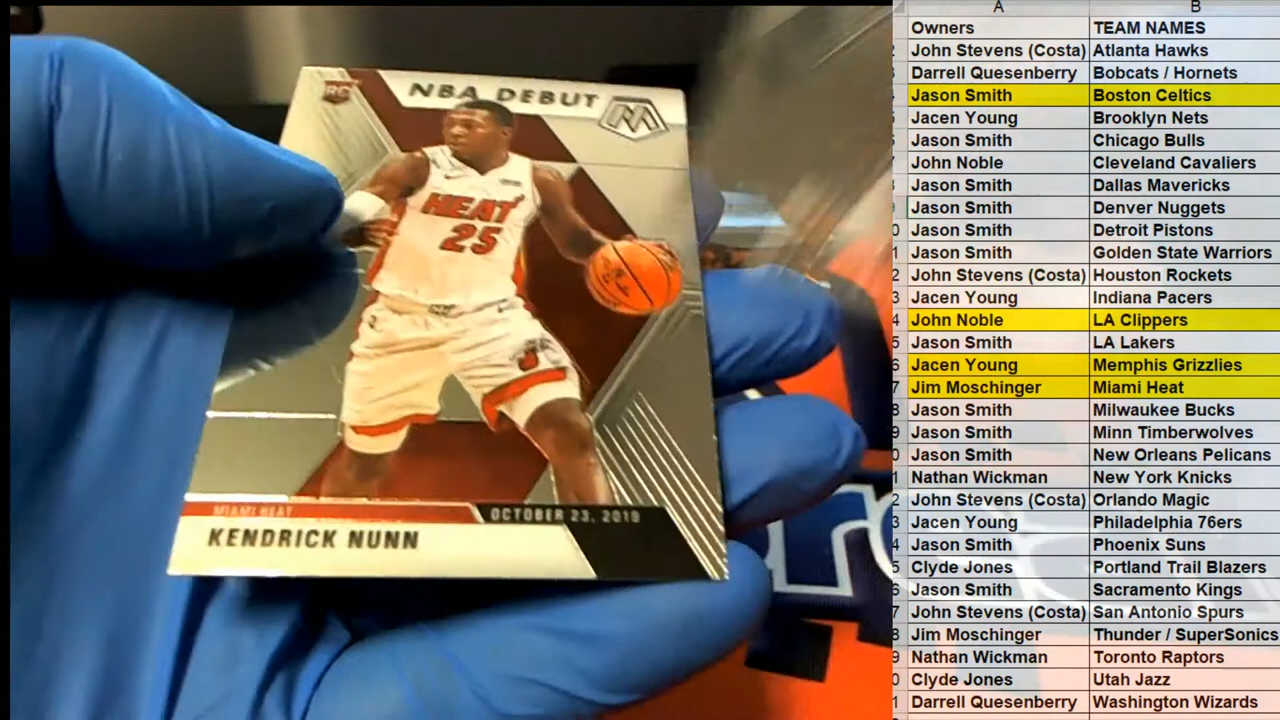 RC
NBA DEBUT
HEAT
25
MIAMI HEAT
OCTOBER 23, 2019
KENDRICK NUNN
A B
Owners TEAM NAMES
John Stevens (Costa) Atlanta Hawks
Darrell Quesenberry Bobcats / Hornets
Jason Smith Boston Celtics
Jacen Young Brooklyn Nets
Jason Smith Chicago Bulls
John Noble Cleveland Cavaliers
Jason Smith Dallas Mavericks
Jason Smith Denver Nuggets
Jason Smith Detroit Pistons
Jason Smith Golden State Warriors
John Stevens (Costa) Houston Rockets
Jacen Young Indiana Pacers
John Noble LA Clippers
Jason Smith LA Lakers
Jacen Young Memphis Grizzlies
Jim Moschinger Miami Heat
Jason Smith Milwaukee Bucks
Jason Smith Minn Timberwolves
Jason Smith New Orleans Pelicans
Nathan Wickman New York Knicks
John Stevens (Costa) Orlando Magic
Jacen Young Philadelphia 76ers
Jason Smith Phoenix Suns
Clyde Jones Portland Trail Blazers
Jason Smith Sacramento Kings
John Stevens (Costa) San Antonio Spurs
Jim Moschinger Thunder / SuperSonics
Nathan Wickman Toronto Raptors
Clyde Jones Utah Jazz
Darrell Quesenberry Washington Wizards